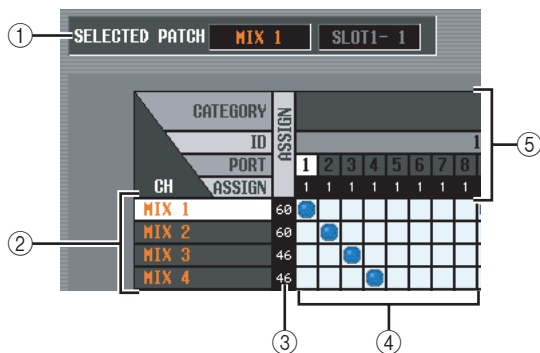 ① SELECTED PATCH MIX 1 SLOT1- 1
CATEGORY
ASSIGN
ID 1
PORT 1 2 3 4 5 6 7 8
CH ASSIGN 1 1 1 1 1 1 1 1
⑤
② MIX 1 60
MIX 2 60
MIX 3 46
MIX 4 46
③ ④